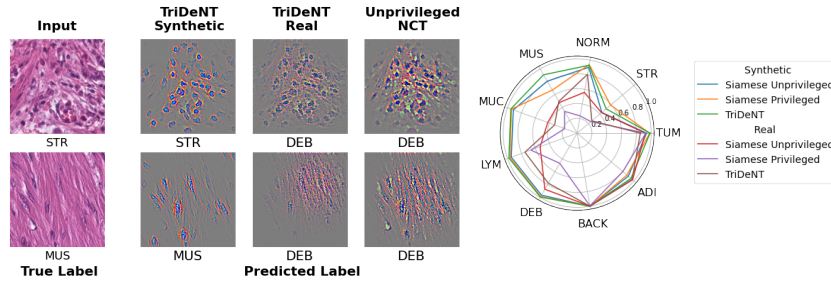 Input
TriDeNT Synthetic
TriDeNT Real
Unprivileged NCT
STR
STR
DEB
DEB
MUS
MUS
DEB
DEB
True Label
Predicted Label
NORM
STR
TUM
ADI
BACK
DEB
LYM
MUC
MUS
0.2
0.4
0.6
0.8
1.0
Synthetic
Siamese Unprivileged
Siamese Privileged
TriDeNT
Real
Siamese Unprivileged
Siamese Privileged
TriDeNT